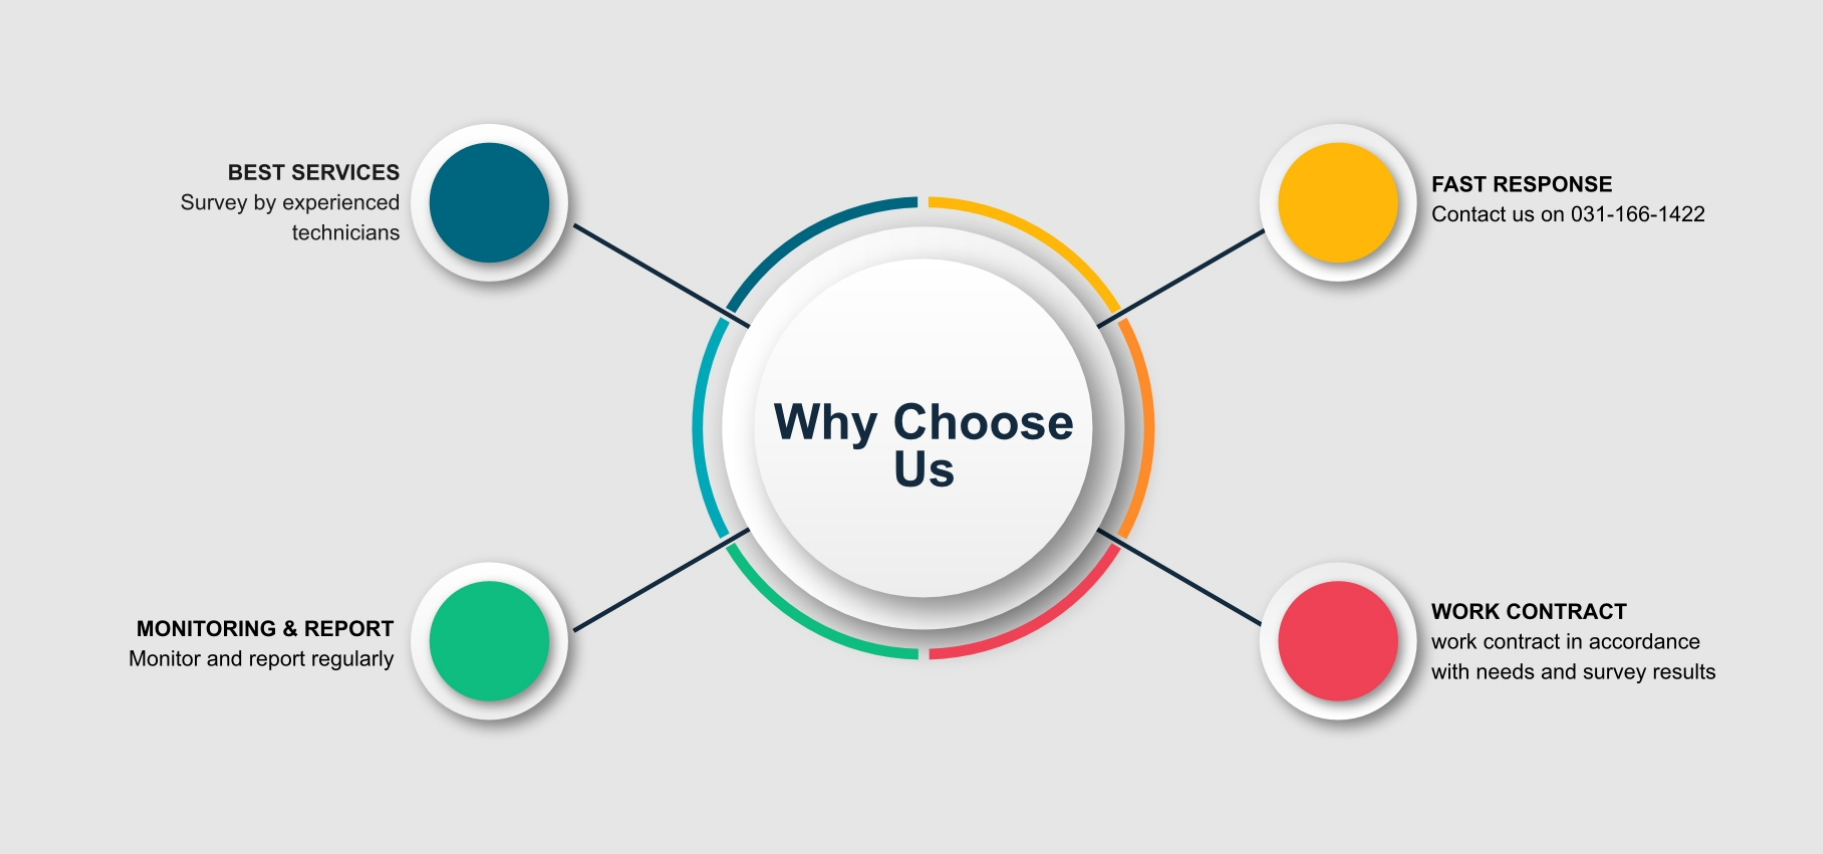 BEST SERVICES
Survey by experienced
technicians
FAST RESPONSE
Contact us on 031-166-1422
Why Choose
Us
MONITORING & REPORT
Monitor and report regularly
WORK CONTRACT
work contract in accordance
with needs and survey results